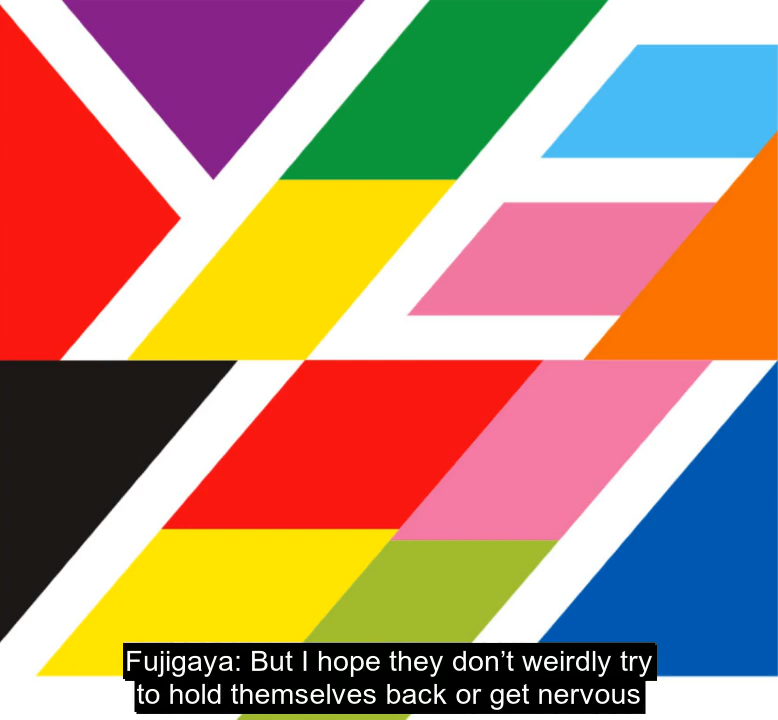 Fujigaya: But I hope they don’t weirdly try
to hold themselves back or get nervous